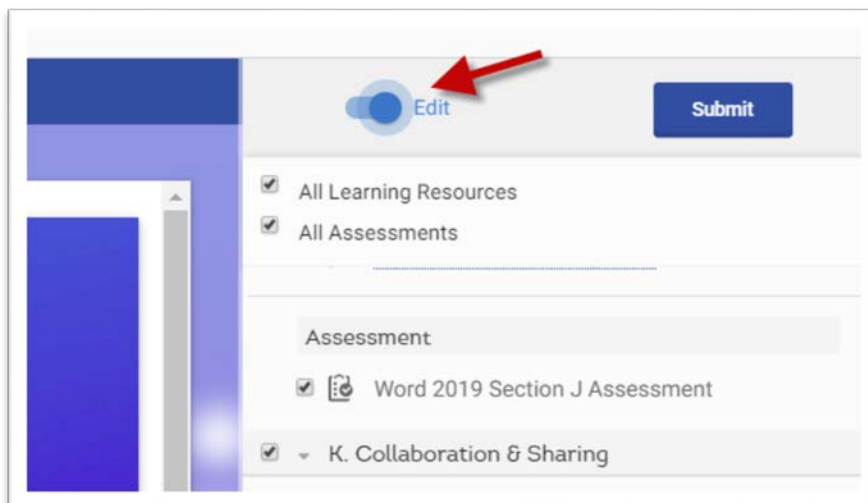 Edit
Submit
All Learning Resources
All Assessments
Assessment
Word 2019 Section J Assessment
K. Collaboration & Sharing